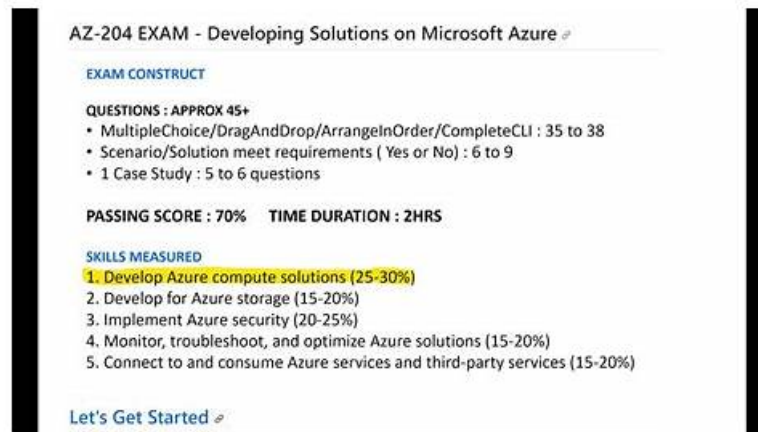 AZ-204 EXAM - Developing Solutions on Microsoft Azure
EXAM CONSTRUCT
QUESTIONS : APPROX 45+
• MultipleChoice/DragAndDrop/ArrangeInOrder/CompleteCLI : 35 to 38
• Scenario/Solution meet requirements ( Yes or No) : 6 to 9
• 1 Case Study : 5 to 6 questions
PASSING SCORE : 70% TIME DURATION : 2HRS
SKILLS MEASURED
1. Develop Azure compute solutions (25-30%)
2. Develop for Azure storage (15-20%)
3. Implement Azure security (20-25%)
4. Monitor, troubleshoot, and optimize Azure solutions (15-20%)
5. Connect to and consume Azure services and third-party services (15-20%)
Let's Get Started